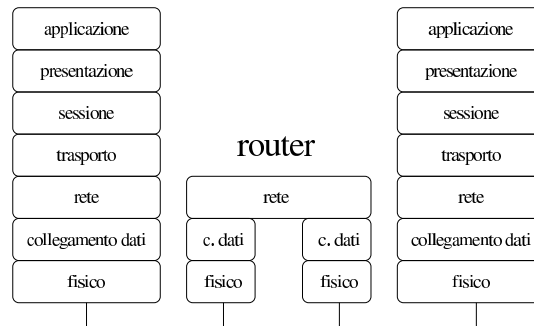 applicazione
presentazione
sessione
trasporto
rete
collegamento dati
fisico
router
rete
c. dati c. dati
fisico fisico
applicazione
presentazione
sessione
trasporto
rete
collegamento dati
fisico